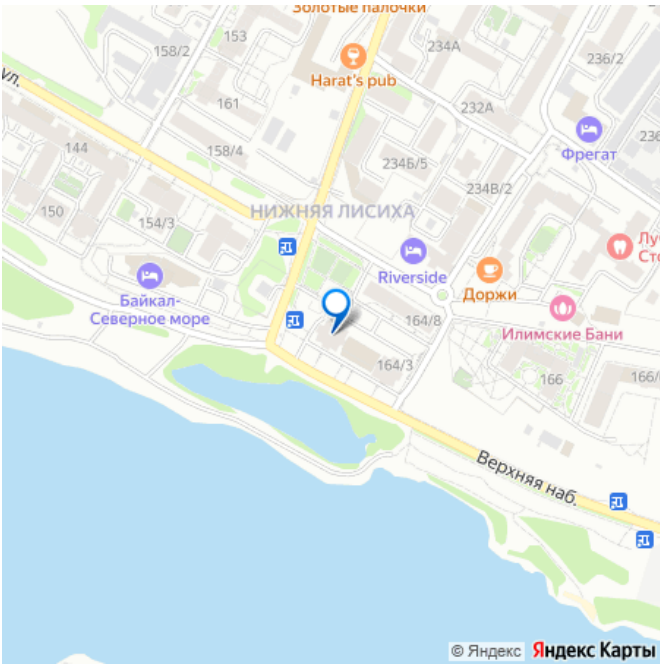 Золотые палочки
153
158/2
234А
236/2
Harat's pub
ул.
161
232А
144
158/4
234Б/5
Фрегат
150
154/3
234В/2
НИЖНЯЯ ЛИСИХА
Riverside
Доржи
Байкал-
Северное море
164/8
Илимские Бани
164/3
166
166/
Верхняя наб.
© Яндекс Яндекс Карты